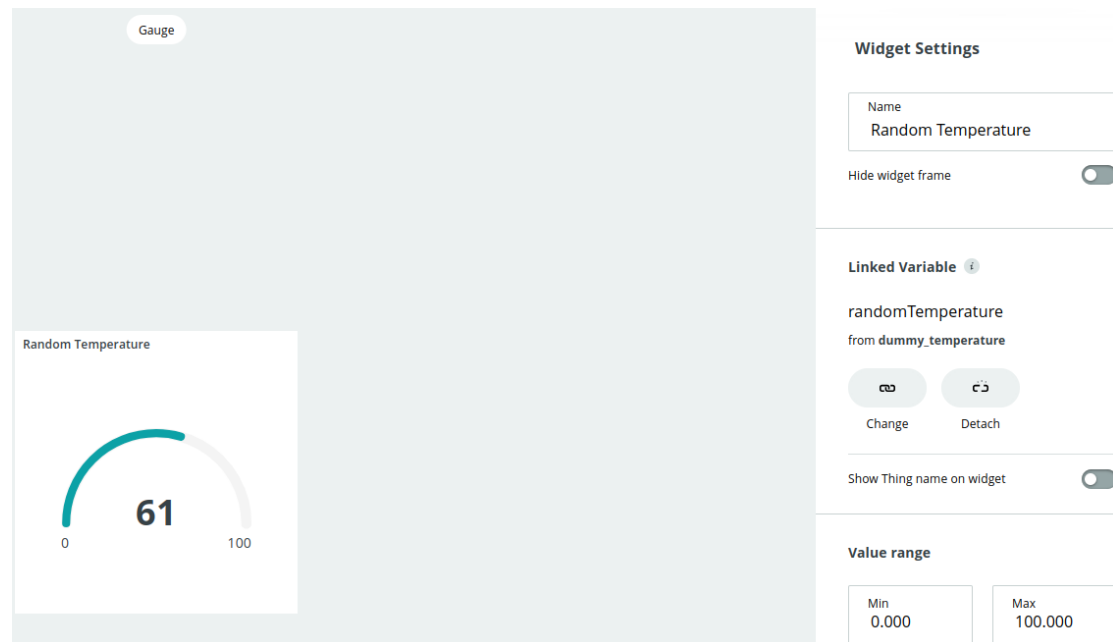 Gauge
Random Temperature
61
0 100
Widget Settings
Name
Random Temperature
Hide widget frame
Linked Variable i
randomTemperature
from dummy_temperature
Change Detach
Show Thing name on widget
Value range
Min Max
0.000 100.000